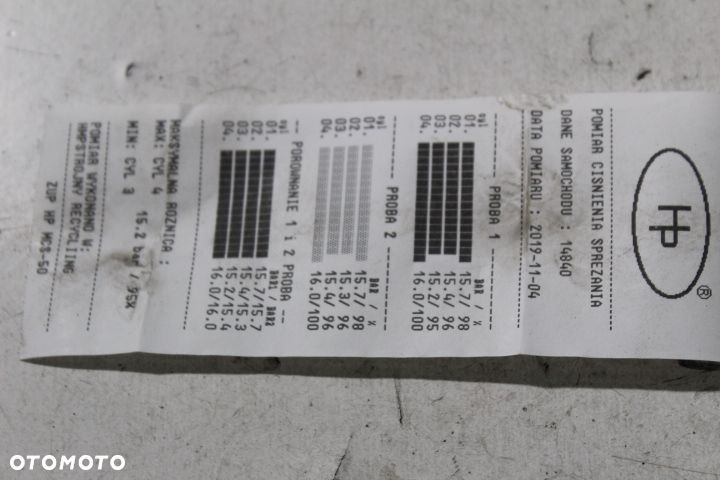 HP ®
POMIAR CISNIENIA SPREZANIA
DANE SAMOCHODU : 14840
DATA POMIARU : 2019-11-04
--- PROBA 1 ---
cyl BAR / %
01. 15.7/ 98
02. 15.4/ 96
03. 15.2/ 95
04. 16.0/100
--- PROBA 2 ---
cyl BAR / %
01. 15.7/ 98
02. 15.3/ 96
03. 15.4/ 96
04. 16.0/100
-- POROWNANIE 1 i 2 PROBA --
cyl BAR1 / BAR2
01. 15.7/15.7
02. 15.4/15.3
03. 15.2/15.4
04. 16.0/16.0
MAKSYMALNA ROZNICA :
MAX: CYL 4
MIN: CYL 3 15.2 bar / 95%
POMIAR WYKONANO W:
RECYCLIING
ZUP HP MCS-50
OTOMOTO